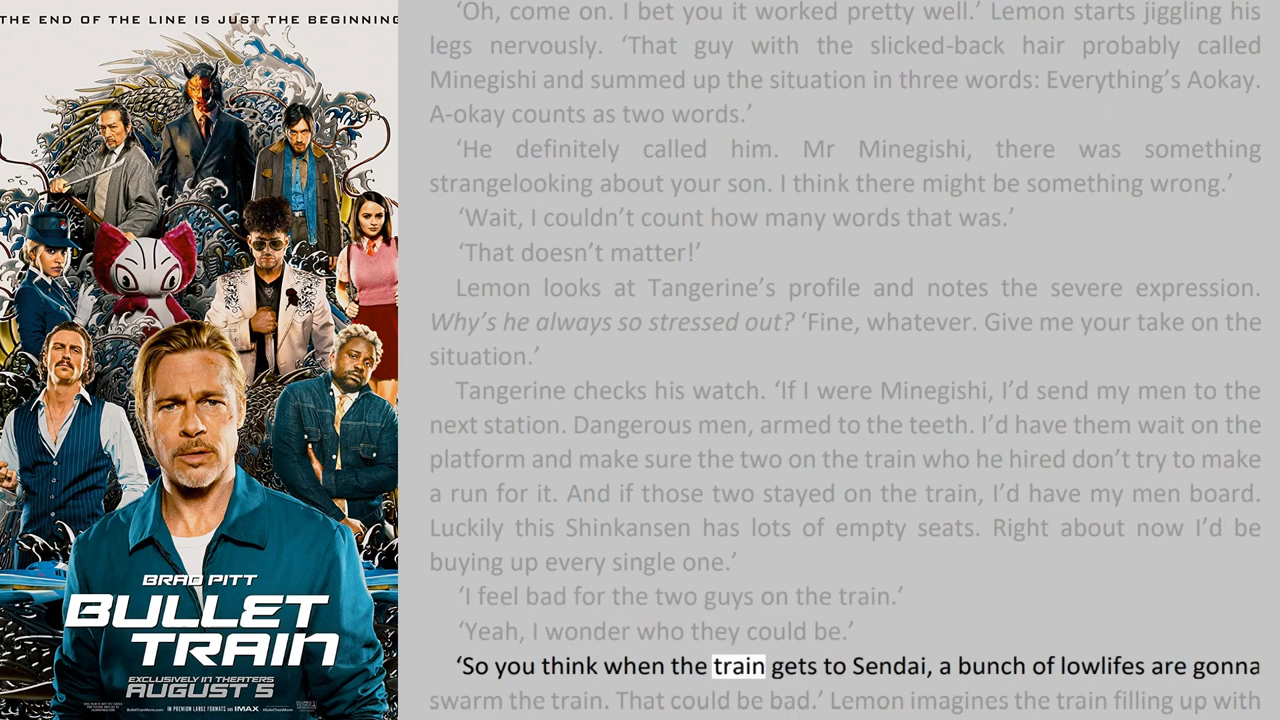 THE END OF THE LINE IS JUST THE BEGINNING
BRAD PITT
BULLET
TRAIN
EXCLUSIVELY IN THEATERS
AUGUST 5
BulletTrainMovie.com IN PREMIUM LARGE FORMATS AND IMAX #BulletTrainMovie
‘Oh, come on. I bet you it worked pretty well.’ Lemon starts jiggling his
legs nervously. ‘That guy with the slicked-back hair probably called
Minegishi and summed up the situation in three words: Everything’s Aokay.
A-okay counts as two words.’
‘He definitely called him. Mr Minegishi, there was something
strangelooking about your son. I think there might be something wrong.’
‘Wait, I couldn’t count how many words that was.’
‘That doesn’t matter!’
Lemon looks at Tangerine’s profile and notes the severe expression.
Why’s he always so stressed out? ‘Fine, whatever. Give me your take on the
situation.’
Tangerine checks his watch. ‘If I were Minegishi, I’d send my men to the
next station. Dangerous men, armed to the teeth. I’d have them wait on the
platform and make sure the two on the train who he hired don’t try to make
a run for it. And if those two stayed on the train, I’d have my men board.
Luckily this Shinkansen has lots of empty seats. Right about now I’d be
buying up every single one.’
‘I feel bad for the two guys on the train.’
‘Yeah, I wonder who they could be.’
‘So you think when the train gets to Sendai, a bunch of lowlifes are gonna
swarm the train. That could be bad.’ Lemon imagines the train filling up with